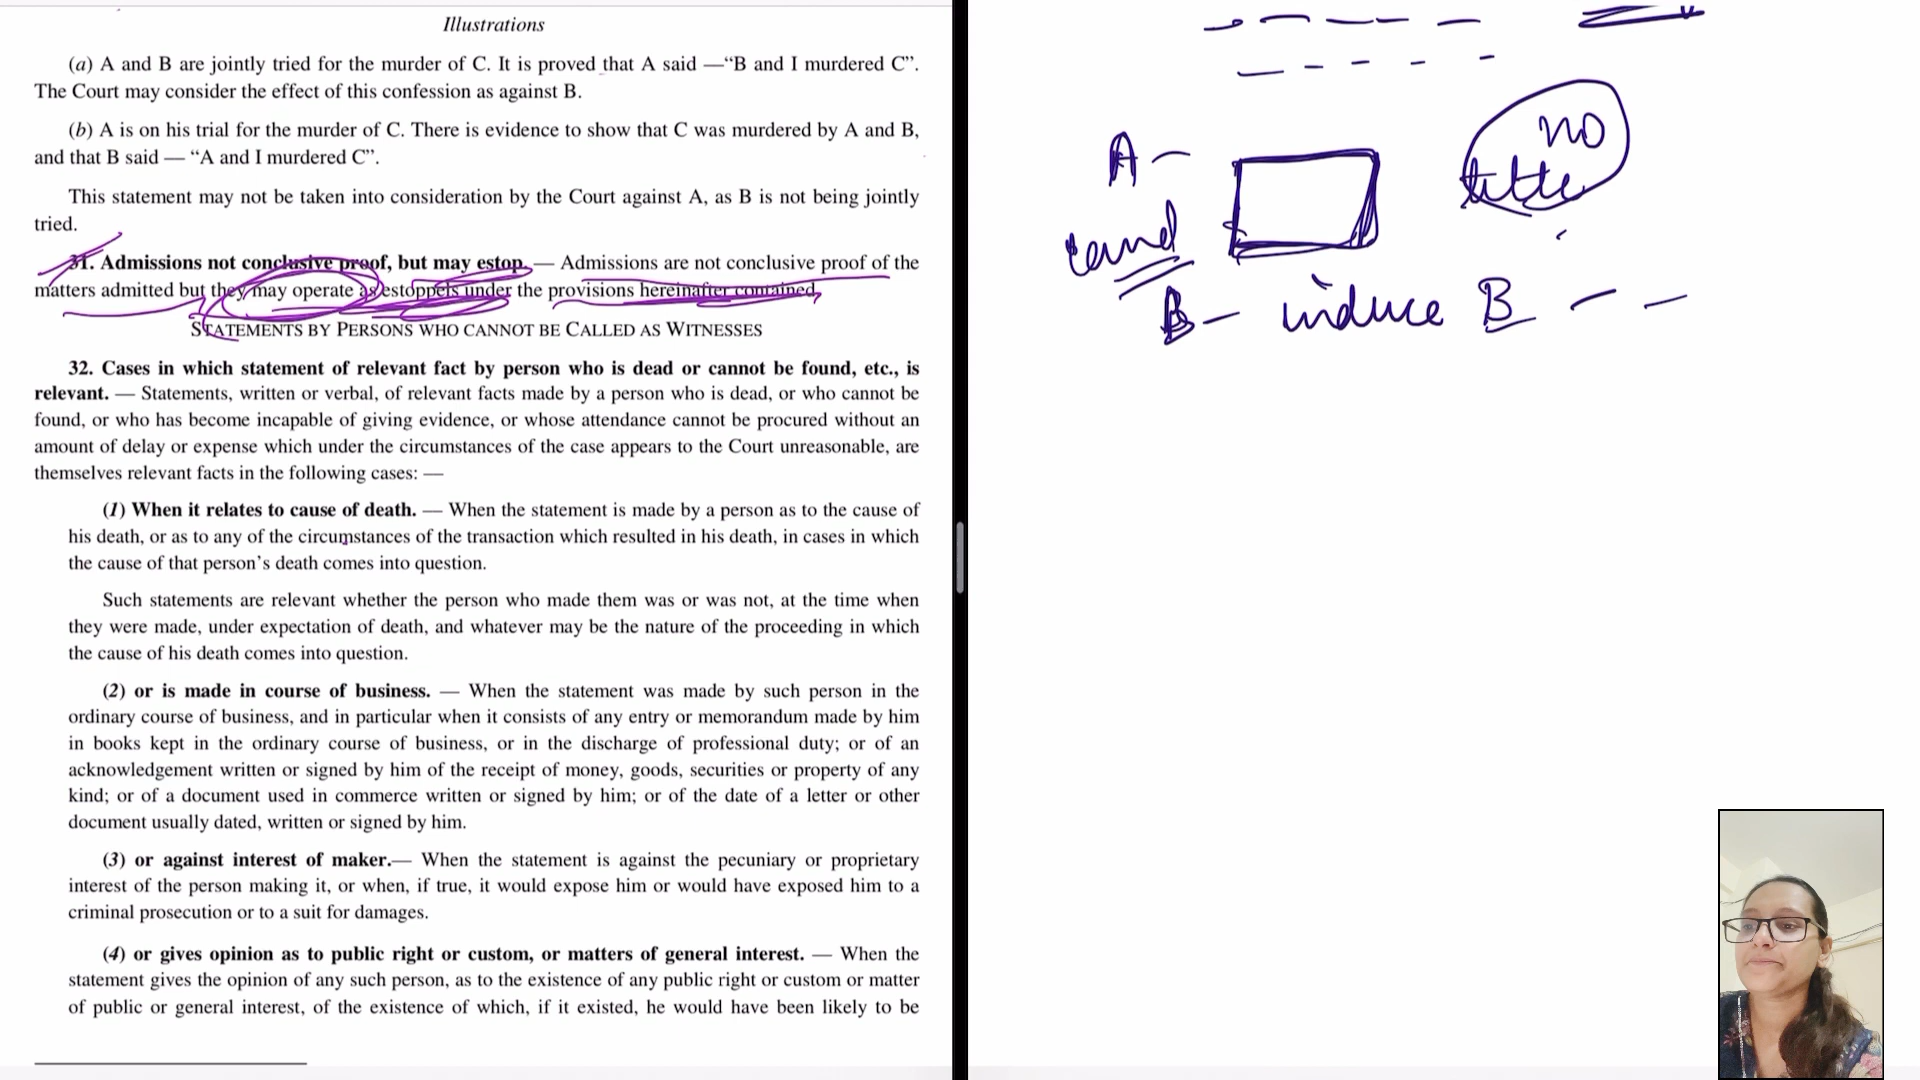 Illustrations
(a) A and B are jointly tried for the murder of C. It is proved that A said —“B and I murdered C”.
The Court may consider the effect of this confession as against B.
(b) A is on his trial for the murder of C. There is evidence to show that C was murdered by A and B,
and that B said — “A and I murdered C”.
This statement may not be taken into consideration by the Court against A, as B is not being jointly
tried.
31. Admissions not conclusive proof, but may estop. — Admissions are not conclusive proof of the
matters admitted but they may operate as estoppels under the provisions hereinafter contained.
STATEMENTS BY PERSONS WHO CANNOT BE CALLED AS WITNESSES
32. Cases in which statement of relevant fact by person who is dead or cannot be found, etc., is
relevant. — Statements, written or verbal, of relevant facts made by a person who is dead, or who cannot be
found, or who has become incapable of giving evidence, or whose attendance cannot be procured without an
amount of delay or expense which under the circumstances of the case appears to the Court unreasonable, are
themselves relevant facts in the following cases: —
(1) When it relates to cause of death. — When the statement is made by a person as to the cause of
his death, or as to any of the circumstances of the transaction which resulted in his death, in cases in which
the cause of that person’s death comes into question.
Such statements are relevant whether the person who made them was or was not, at the time when
they were made, under expectation of death, and whatever may be the nature of the proceeding in which
the cause of his death comes into question.
(2) or is made in course of business. — When the statement was made by such person in the
ordinary course of business, and in particular when it consists of any entry or memorandum made by him
in books kept in the ordinary course of business, or in the discharge of professional duty; or of an
acknowledgement written or signed by him of the receipt of money, goods, securities or property of any
kind; or of a document used in commerce written or signed by him; or of the date of a letter or other
document usually dated, written or signed by him.
(3) or against interest of maker.— When the statement is against the pecuniary or proprietary
interest of the person making it, or when, if true, it would expose him or would have exposed him to a
criminal prosecution or to a suit for damages.
(4) or gives opinion as to public right or custom, or matters of general interest. — When the
statement gives the opinion of any such person, as to the existence of any public right or custom or matter
of public or general interest, of the existence of which, if it existed, he would have been likely to be
no
A —
title
land
B — induce B — —